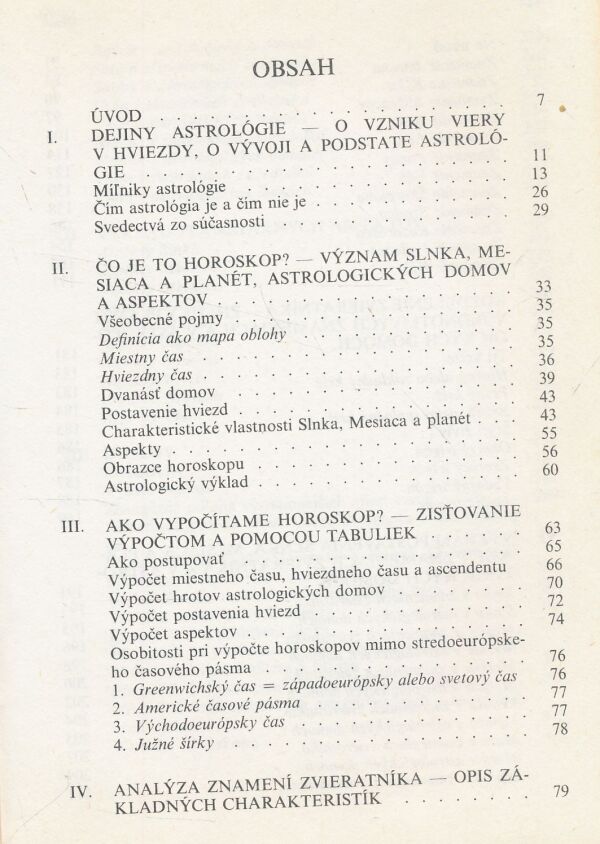 OBSAH
ÚVOD . . . . . . . . . . . . . . . . . . 7
I. DEJINY ASTROLÓGIE — O VZNIKU VIERY
V HVIEZDY, O VÝVOJI A PODSTATE ASTROLÓ-
GIE . . . . . . . . . . . . . . . . . . 11
Míľniky astrológie . . . . . . . . . . . . . 13
Čím astrológia je a čím nie je . . . . . . . . . 26
Svedectvá zo súčasnosti . . . . . . . . . . . 29
II. ČO JE TO HOROSKOP? — VÝZNAM SLNKA, ME-
SIACA A PLANÉT, ASTROLOGICKÝCH DOMOV
A ASPEKTOV . . . . . . . . . . . . . . 33
Všeobecné pojmy . . . . . . . . . . . . . 35
Definícia ako mapa oblohy . . . . . . . . . . 35
Miestny čas . . . . . . . . . . . . . . . 35
Hviezdny čas . . . . . . . . . . . . . . . 36
Dvanásť domov . . . . . . . . . . . . . . 39
Postavenie hviezd . . . . . . . . . . . . . 43
Charakteristické vlastnosti Slnka, Mesiaca a planét . . . 43
Aspekty . . . . . . . . . . . . . . . . . 55
Obrazce horoskopu . . . . . . . . . . . . . 56
Astrologický výklad . . . . . . . . . . . . 60
III. AKO VYPOČÍTAME HOROSKOP? — ZISŤOVANIE
VÝPOČTOM A POMOCOU TABULIEK . . . . . 63
Ako postupovať . . . . . . . . . . . . . . 65
Výpočet miestneho času, hviezdneho času a ascendentu 66
Výpočet hrotov astrologických domov . . . . . . 70
Výpočet postavenia hviezd . . . . . . . . . . 72
Výpočet aspektov . . . . . . . . . . . . . 74
Osobitosti pri výpočte horoskopov mimo stredoeurópske-
ho časového pásma . . . . . . . . . . . . . 76
1. Greenwichský čas = západoeurópsky alebo svetový čas 76
2. Americké časové pásma . . . . . . . . . . 77
3. Východoeurópsky čas . . . . . . . . . . . 77
4. Južné šírky . . . . . . . . . . . . . . . 78
IV. ANALÝZA ZNAMENÍ ZVIERATNÍKA — OPIS ZÁ-
KLADNÝCH CHARAKTERISTÍK . . . . . . . 79